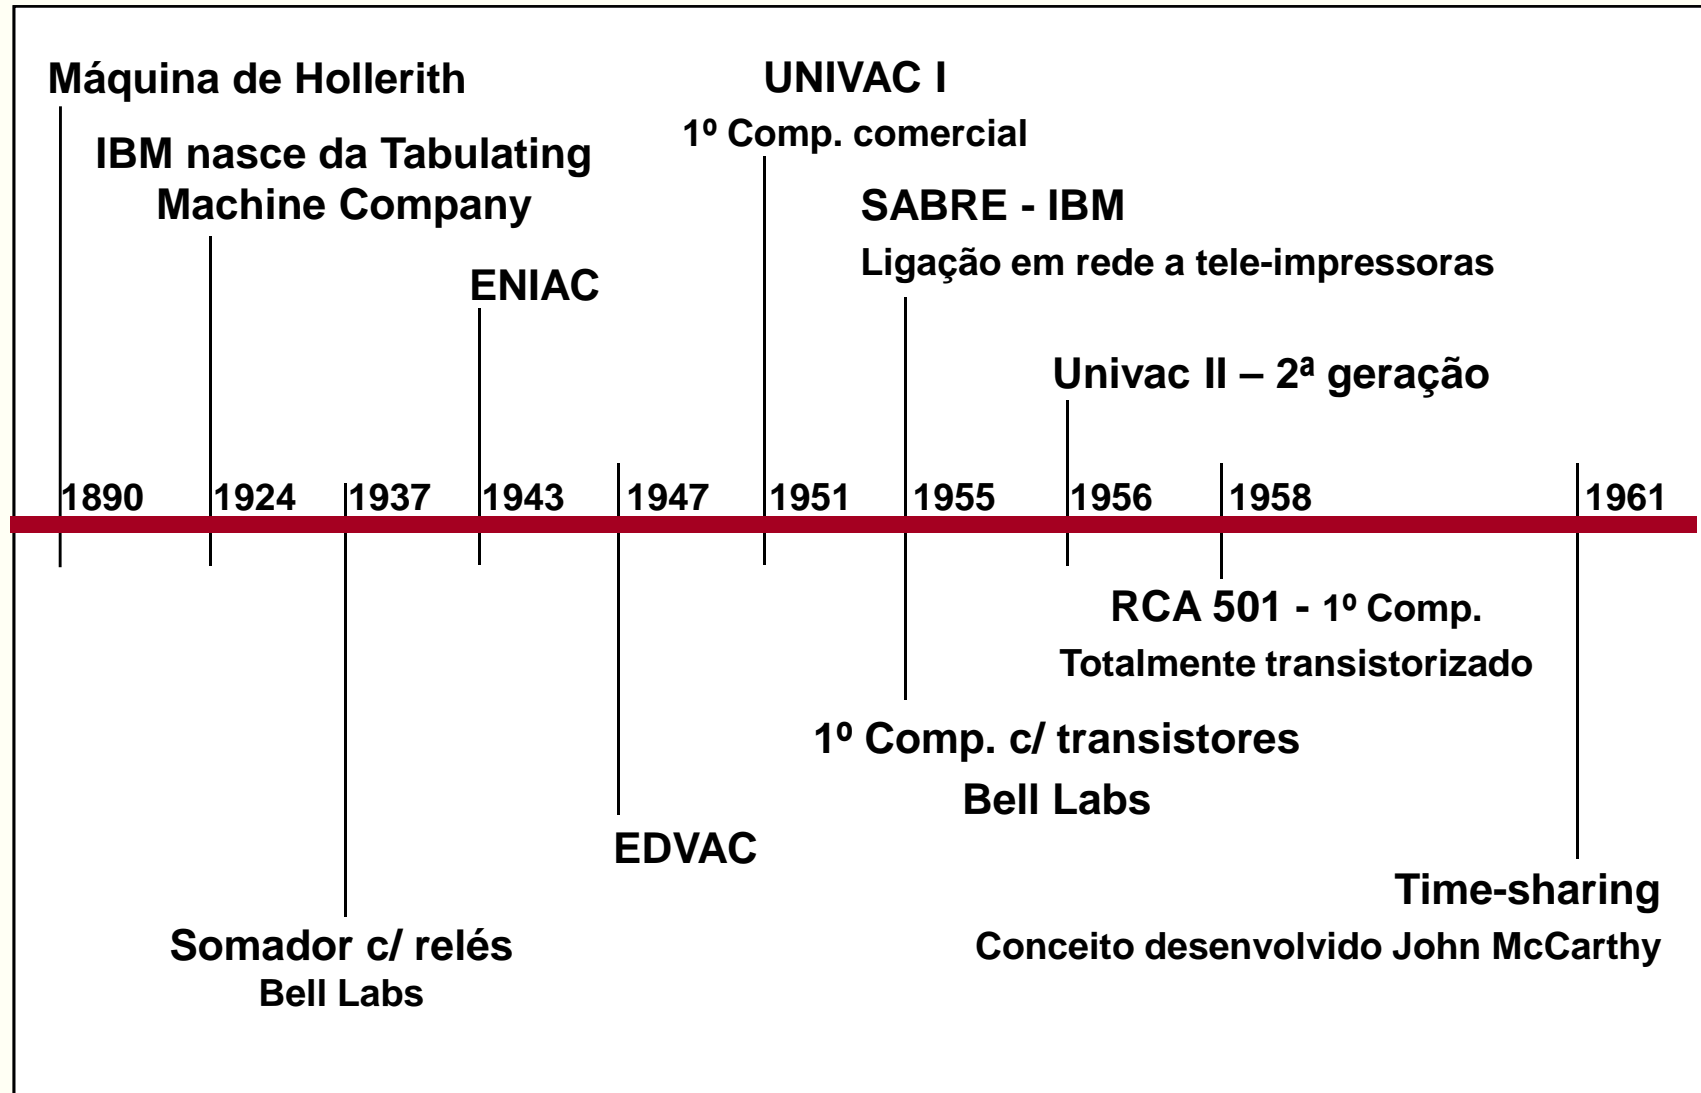 Máquina de Hollerith
UNIVAC I
1º Comp. comercial
IBM nasce da Tabulating
Machine Company
SABRE - IBM
Ligação em rede a tele-impressoras
ENIAC
Univac II – 2ª geração
1890
1924
1937
1943
1947
1951
1955
1956
1958
1961
RCA 501 - 1º Comp.
Totalmente transistorizado
1º Comp. c/ transistores
Bell Labs
EDVAC
Time-sharing
Conceito desenvolvido John McCarthy
Somador c/ relés
Bell Labs